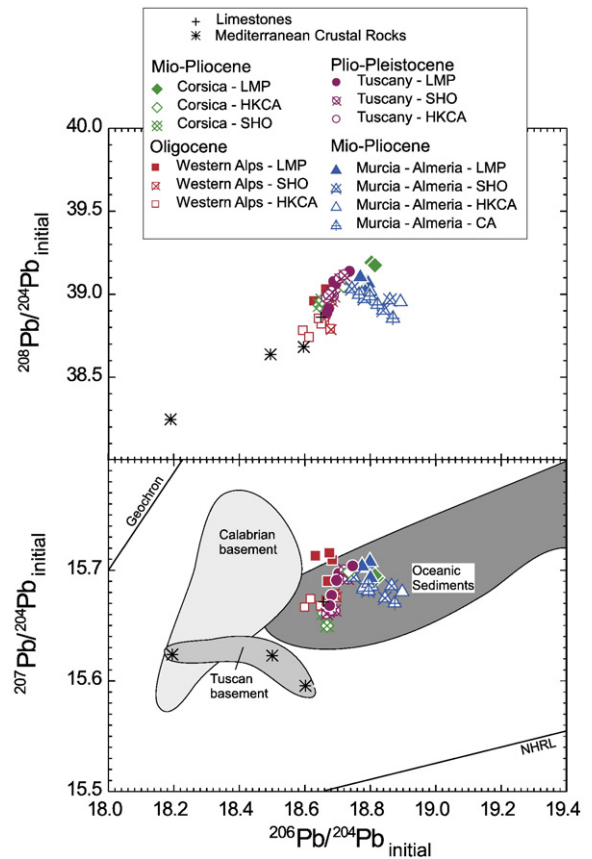 Limestones
Mediterranean Crustal Rocks
Mio-Pliocene
Corsica - LMP
Corsica - HKCA
Corsica - SHO
Oligocene
Western Alps - LMP
Western Alps - SHO
Western Alps - HKCA
Plio-Pleistocene
Tuscany - LMP
Tuscany - SHO
Tuscany - HKCA
Mio-Pliocene
Murcia - Almeria - LMP
Murcia - Almeria - SHO
Murcia - Almeria - HKCA
Murcia - Almeria - CA
40.0
39.5
39.0
38.5
208Pb/204Pb initial
Geochron
Calabrian
basement
Oceanic
Sediments
Tuscan
basement
NHRL
15.7
15.6
15.5
207Pb/204Pb initial
18.0 18.2 18.4 18.6 18.8 19.0 19.2 19.4
206Pb/204Pb initial